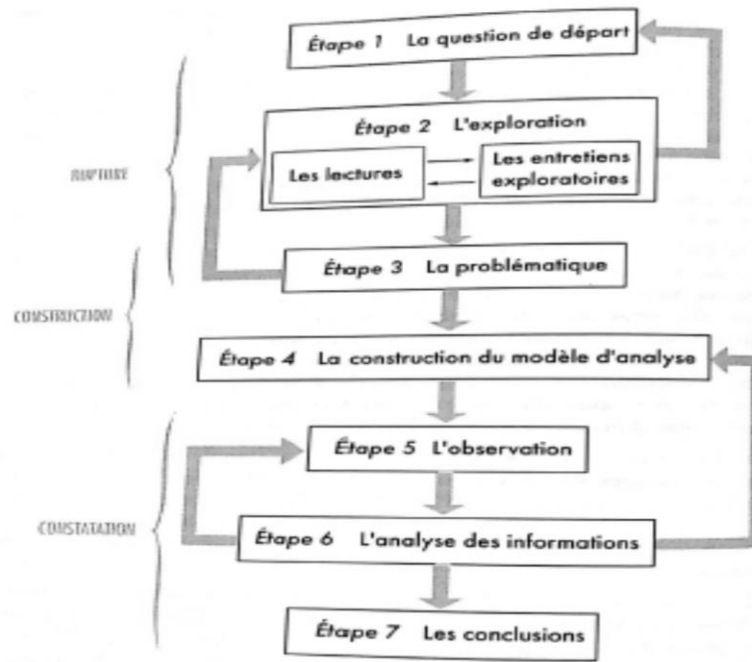 Étape 1 La question de départ
Étape 2 L'exploration
Les lectures
Les entretiens
exploratoires
RUPTURE
Étape 3 La problématique
CONSTRUCTION
Étape 4 La construction du modèle d'analyse
Étape 5 L'observation
CONSTATATION
Étape 6 L'analyse des informations
Étape 7 Les conclusions